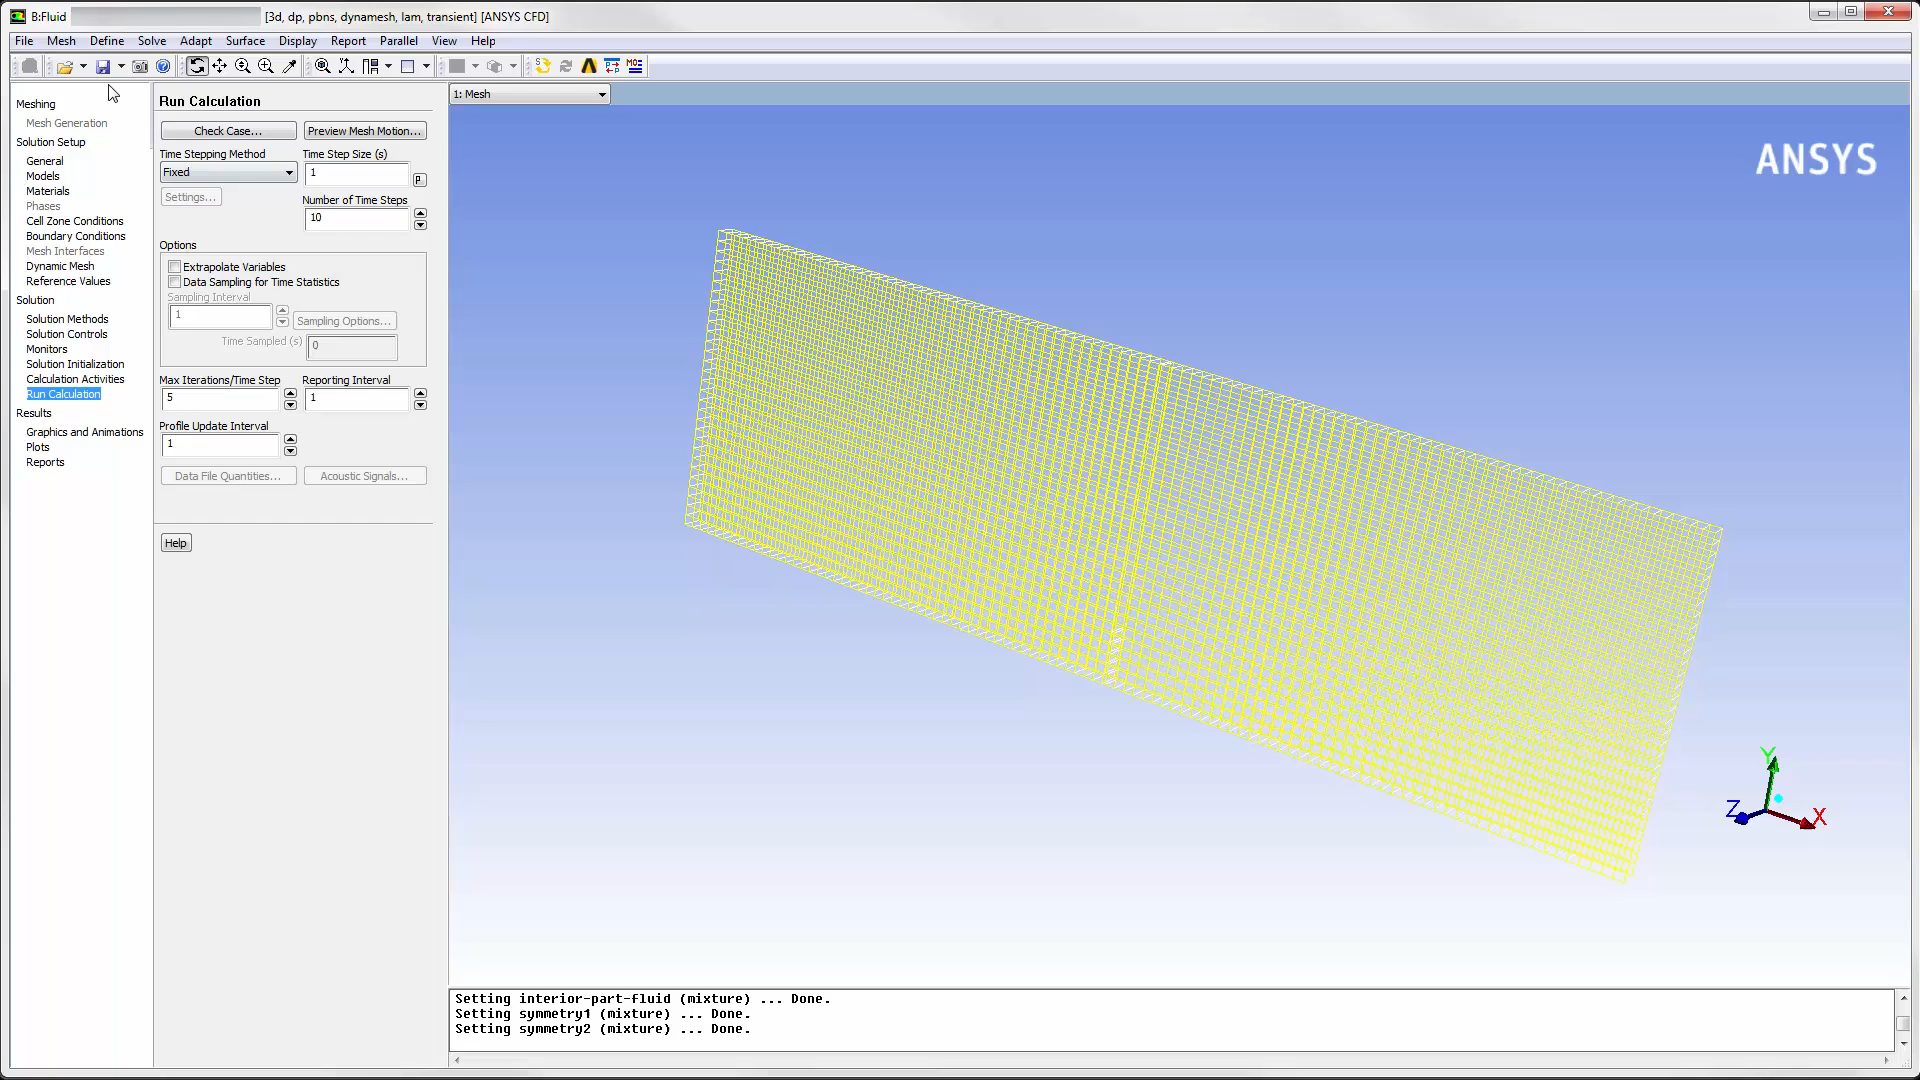 B:Fluid [3d, dp, pbns, dynamesh, lam, transient] [ANSYS CFD]
File Mesh Define Solve Adapt Surface Display Report Parallel View Help
Meshing
Mesh Generation
Solution Setup
General
Models
Materials
Phases
Cell Zone Conditions
Boundary Conditions
Mesh Interfaces
Dynamic Mesh
Reference Values
Solution
Solution Methods
Solution Controls
Monitors
Solution Initialization
Calculation Activities
Run Calculation
Results
Graphics and Animations
Plots
Reports
Run Calculation
Check Case... Preview Mesh Motion...
Time Stepping Method Time Step Size (s)
Fixed 1
P
Settings...
Number of Time Steps
10
Options
Extrapolate Variables
Data Sampling for Time Statistics
Sampling Interval
1 Sampling Options...
Time Sampled (s) 0
Max Iterations/Time Step Reporting Interval
5 1
Profile Update Interval
1
Data File Quantities... Acoustic Signals...
Help
1: Mesh
ANSYS
Y
Z X
Setting interior-part-fluid (mixture) ... Done.
Setting symmetry1 (mixture) ... Done.
Setting symmetry2 (mixture) ... Done.